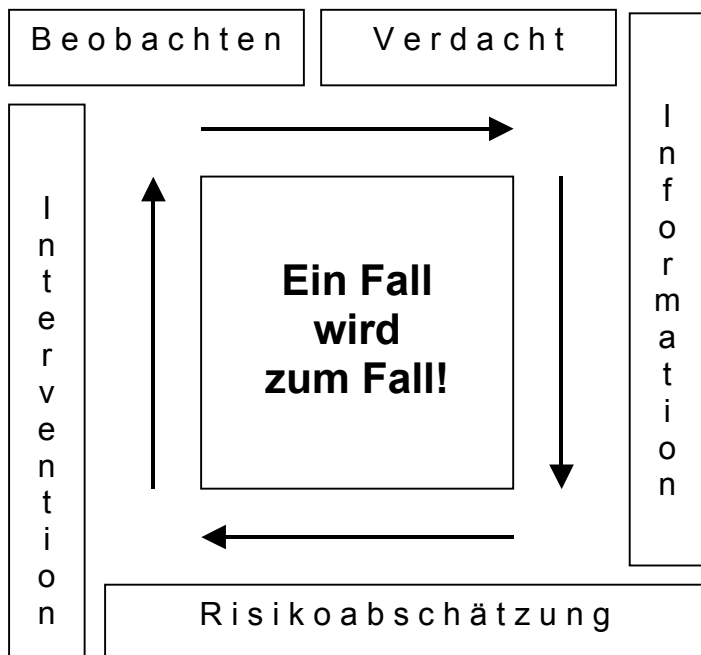 Beobachten
Verdacht
Information
Ein Fall
wird
zum Fall!
Risikoabschätzung
Intervention